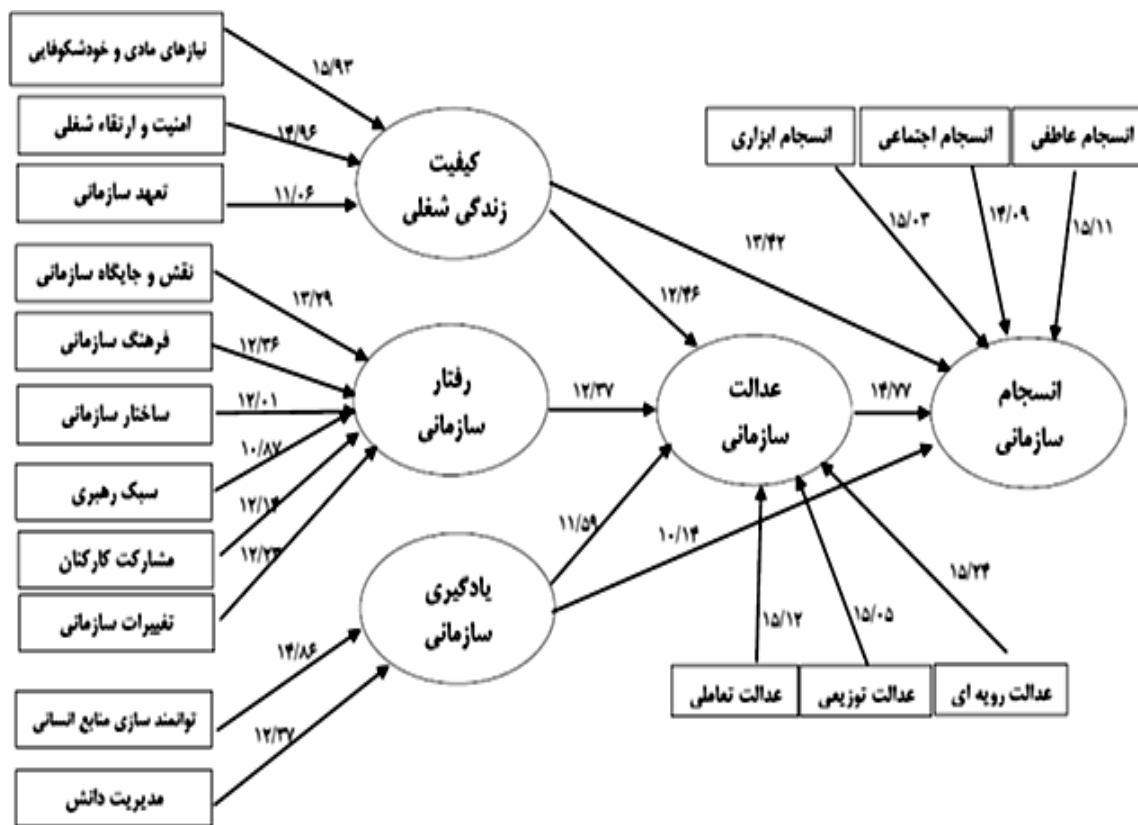 نیازهای مادی و خودشکوفایی
۱۵/۹۳
امنیت و ارتقاء شغلی
۱۴/۹۶
تعهد سازمانی
۱۱/۰۶
کیفیت
زندگی شغلی
انسجام ابزاری
انسجام اجتماعی
انسجام عاطفی
۱۵/۰۳
۱۴/۰۹
۱۵/۱۱
۱۳/۴۲
۱۲/۴۶
نقش و جایگاه سازمانی
۱۳/۲۹
فرهنگ سازمانی
۱۲/۳۶
ساختار سازمانی
۱۲/۰۱
سبک رهبری
۱۰/۸۷
مشارکت کارکنان
۱۲/۱۴
تغییرات سازمانی
رفتار
سازمانی
۱۲/۳۷
عدالت
سازمانی
۱۴/۷۷
انسجام
سازمانی
۱۱/۵۹
۱۰/۱۴
یادگیری
سازمانی
۱۴/۸۶
توانمند سازی منابع انسانی
۱۲/۳۷
مدیریت دانش
۱۵/۱۲
۱۵/۰۵
۱۵/۲۴
عدالت تعاملی
عدالت توزیعی
عدالت رویه ای